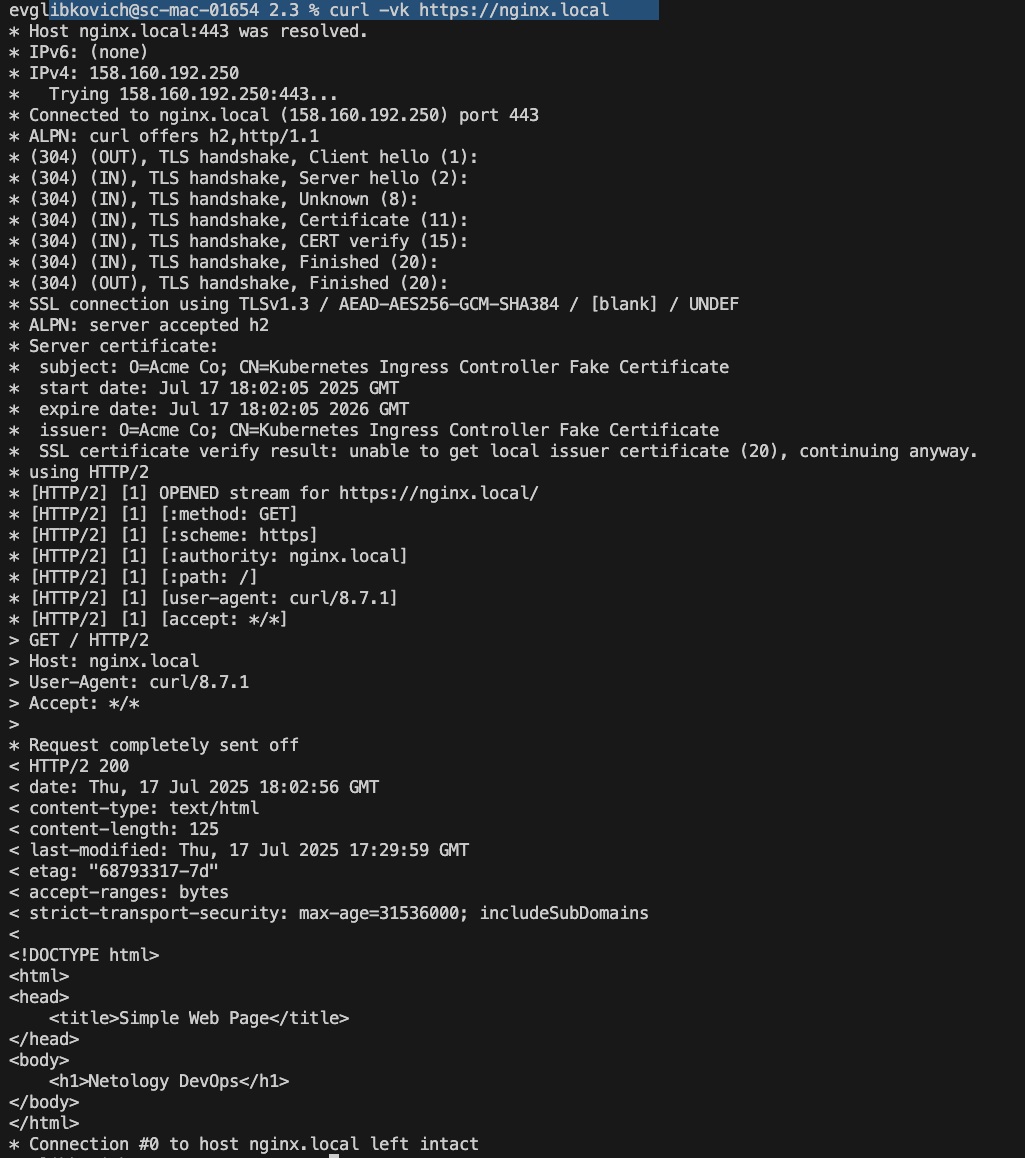 evglibkovich@sc-mac-01654 2.3 % curl -vk https://nginx.local
* Host nginx.local:443 was resolved.
* IPv6: (none)
* IPv4: 158.160.192.250
*   Trying 158.160.192.250:443...
* Connected to nginx.local (158.160.192.250) port 443
* ALPN: curl offers h2,http/1.1
* (304) (OUT), TLS handshake, Client hello (1):
* (304) (IN), TLS handshake, Server hello (2):
* (304) (IN), TLS handshake, Unknown (8):
* (304) (IN), TLS handshake, Certificate (11):
* (304) (IN), TLS handshake, CERT verify (15):
* (304) (IN), TLS handshake, Finished (20):
* (304) (OUT), TLS handshake, Finished (20):
* SSL connection using TLSv1.3 / AEAD-AES256-GCM-SHA384 / [blank] / UNDEF
* ALPN: server accepted h2
* Server certificate:
*  subject: O=Acme Co; CN=Kubernetes Ingress Controller Fake Certificate
*  start date: Jul 17 18:02:05 2025 GMT
*  expire date: Jul 17 18:02:05 2026 GMT
*  issuer: O=Acme Co; CN=Kubernetes Ingress Controller Fake Certificate
*  SSL certificate verify result: unable to get local issuer certificate (20), continuing anyway.
* using HTTP/2
* [HTTP/2] [1] OPENED stream for https://nginx.local/
* [HTTP/2] [1] [:method: GET]
* [HTTP/2] [1] [:scheme: https]
* [HTTP/2] [1] [:authority: nginx.local]
* [HTTP/2] [1] [:path: /]
* [HTTP/2] [1] [user-agent: curl/8.7.1]
* [HTTP/2] [1] [accept: */*]
> GET / HTTP/2
> Host: nginx.local
> User-Agent: curl/8.7.1
> Accept: */*
>
* Request completely sent off
< HTTP/2 200
< date: Thu, 17 Jul 2025 18:02:56 GMT
< content-type: text/html
< content-length: 125
< last-modified: Thu, 17 Jul 2025 17:29:59 GMT
< etag: "68793317-7d"
< accept-ranges: bytes
< strict-transport-security: max-age=31536000; includeSubDomains
<
<!DOCTYPE html>
<html>
<head>
    <title>Simple Web Page</title>
</head>
<body>
    <h1>Netology DevOps</h1>
</body>
</html>
* Connection #0 to host nginx.local left intact